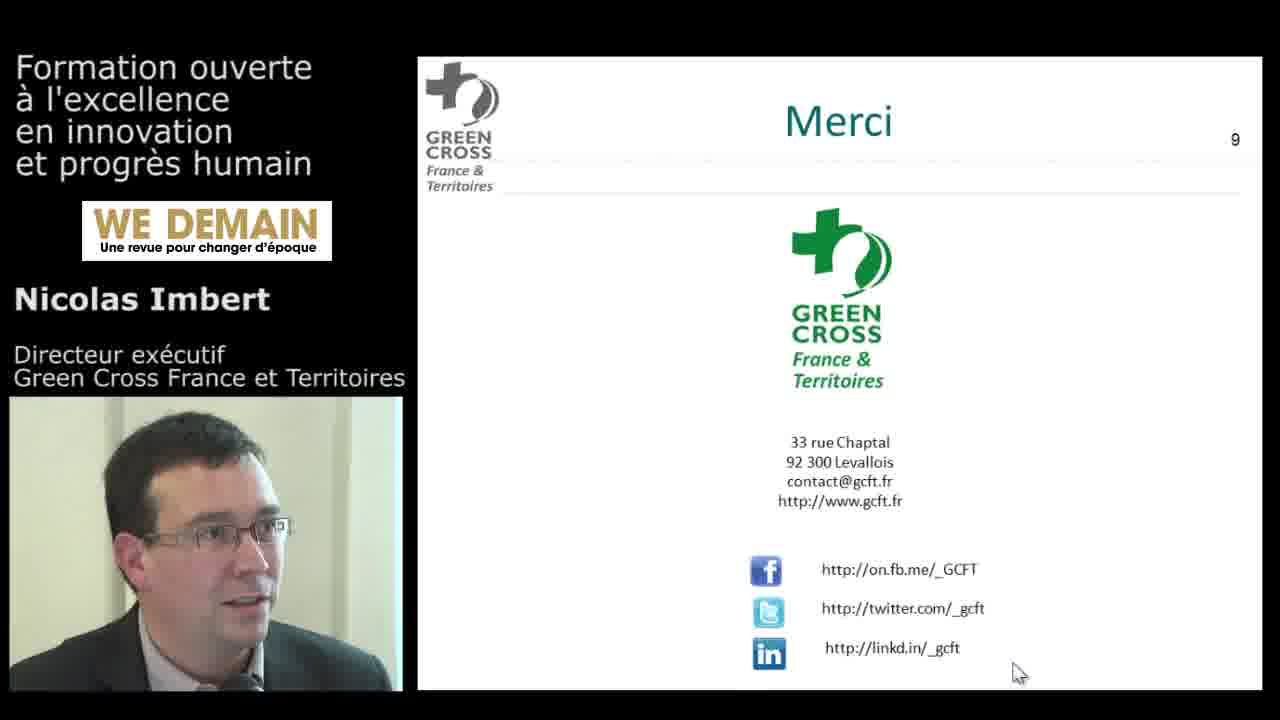 Formation ouverte
à l'excellence
en innovation
et progrès humain
WE DEMAIN
Une revue pour changer d'époque
Nicolas Imbert
Directeur exécutif
Green Cross France et Territoires
GREEN
CROSS
France &
Territoires
Merci
9
GREEN
CROSS
France &
Territoires
33 rue Chaptal
92 300 Levallois
contact@gcft.fr
http://www.gcft.fr
http://on.fb.me/_GCFT
http://twitter.com/_gcft
http://linkd.in/_gcft